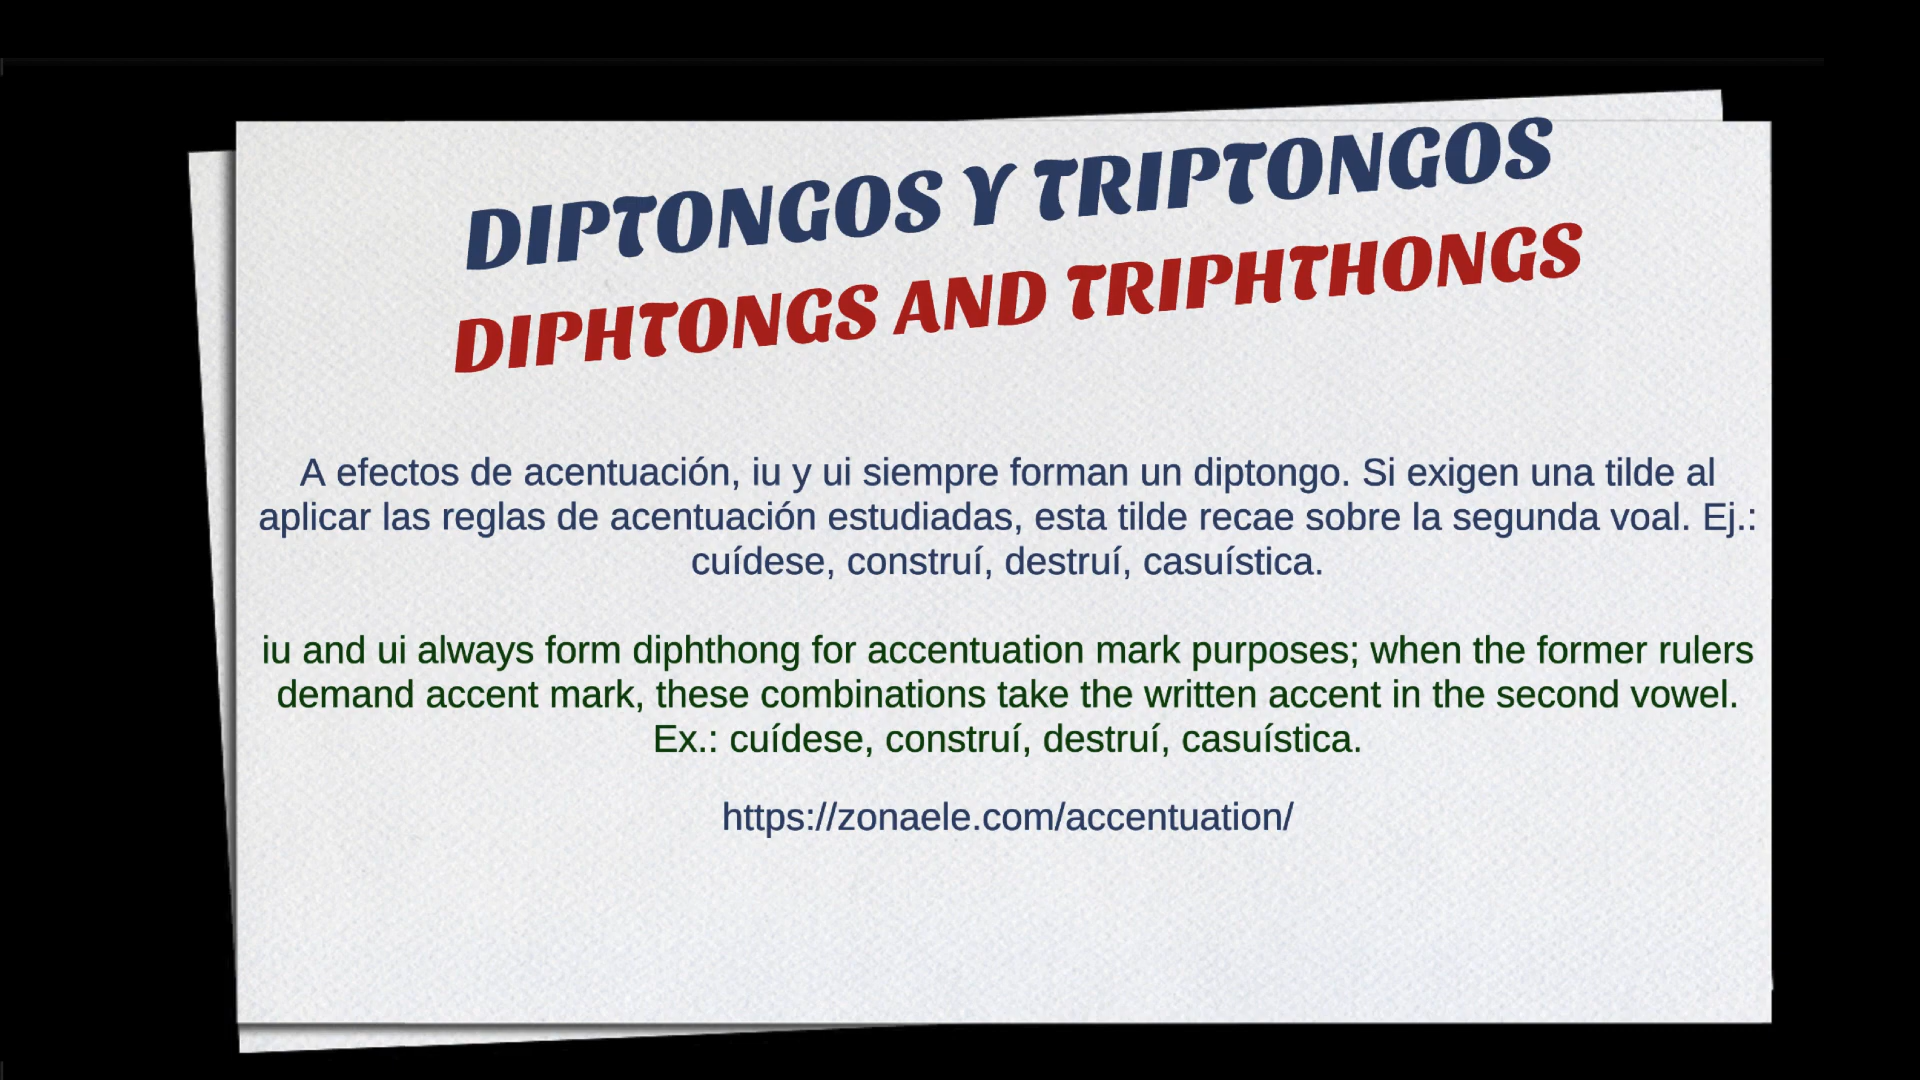 DIPTONGOS Y TRIPTONGOS
DIPHTONGS AND TRIPHTHONGS
A efectos de acentuación, iu y ui siempre forman un diptongo. Si exigen una tilde al
aplicar las reglas de acentuación estudiadas, esta tilde recae sobre la segunda voal. Ej.:
cuídese, construí, destruí, casuística.
iu and ui always form diphthong for accentuation mark purposes; when the former rulers
demand accent mark, these combinations take the written accent in the second vowel.
Ex.: cuídese, construí, destruí, casuística.
https://zonaele.com/accentuation/